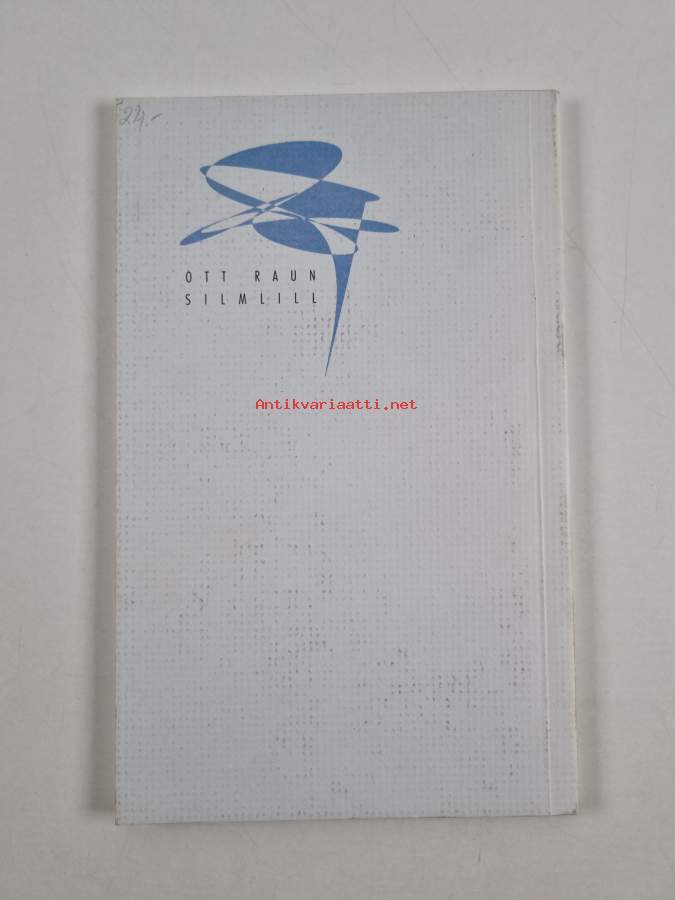 24.-
OTT RAUN
SILMLILL
Antikvariaatti.net